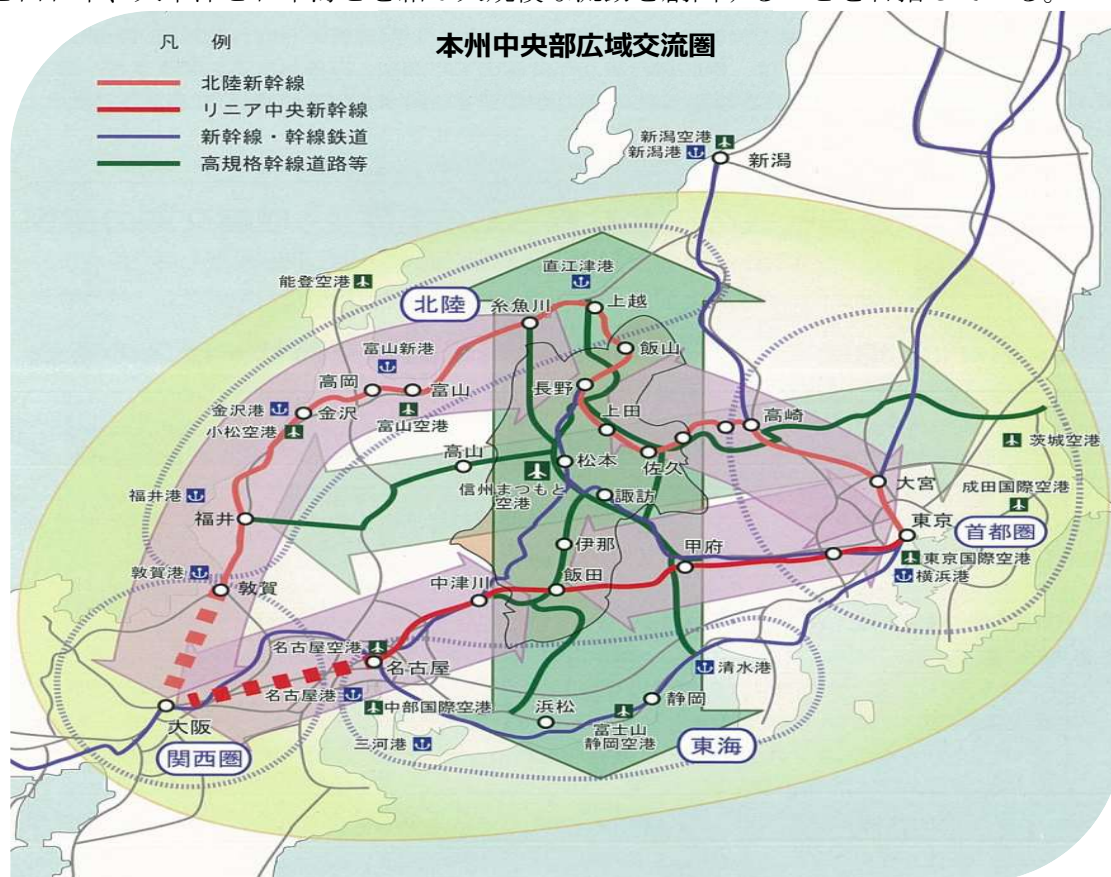 本州中央部広域交流圏
凡 例
北陸新幹線
リニア中央新幹線
新幹線・幹線鉄道
高規格幹線道路等
新潟空港
新潟港
新潟
能登空港
北陸
直江津港
糸魚川
上越
飯山
富山新港
高岡
富山
長野
金沢港
金沢
小松空港
富山空港
上田
高崎
高山
松本
佐久
茨城空港
信州まつもと
空港
諏訪
大宮
成田国際空港
福井港
福井
東京
首都圏
伊那
甲府
東京国際空港
横浜港
敦賀港
敦賀
中津川
飯田
名古屋空港
名古屋
清水港
名古屋港
中部国際空港
浜松
静岡
大阪
富士山
静岡空港
三河港
関西圏
東海